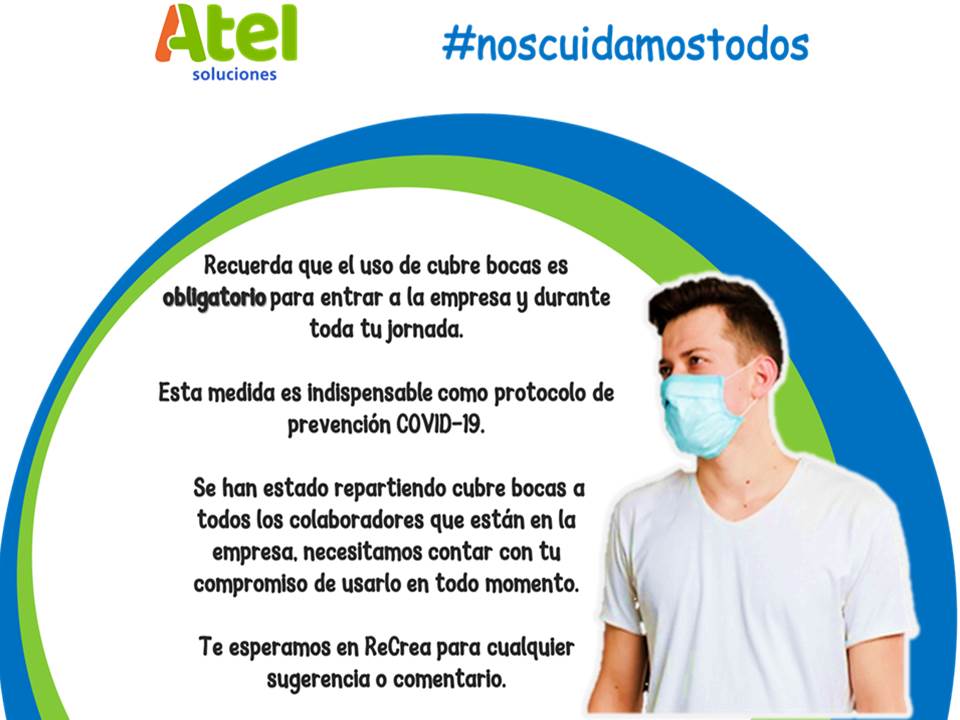 Atel
soluciones
#noscuidamostodos
Recuerda que el uso de cubre bocas es
obligatorio para entrar a la empresa y durante
toda tu jornada.
Esta medida es indispensable como protocolo de
prevención COVID-19.
Se han estado repartiendo cubre bocas a
todos los colaboradores que están en la
empresa, necesitamos contar con tu
compromiso de usarlo en todo momento.
Te esperamos en ReCrea para cualquier
sugerencia o comentario.